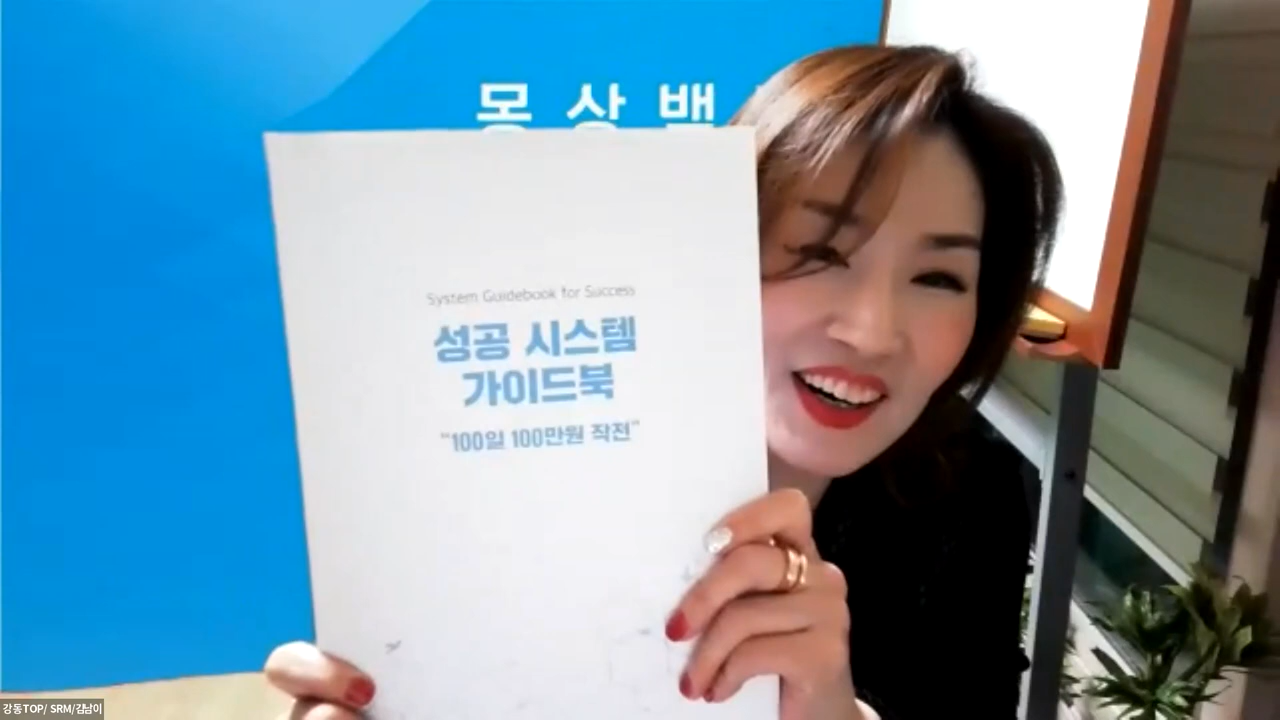 몽상백
System Guidebook for Success
성공 시스템
가이드북
"100일 100만원 작전"
강동TOP/ SRM/김남이